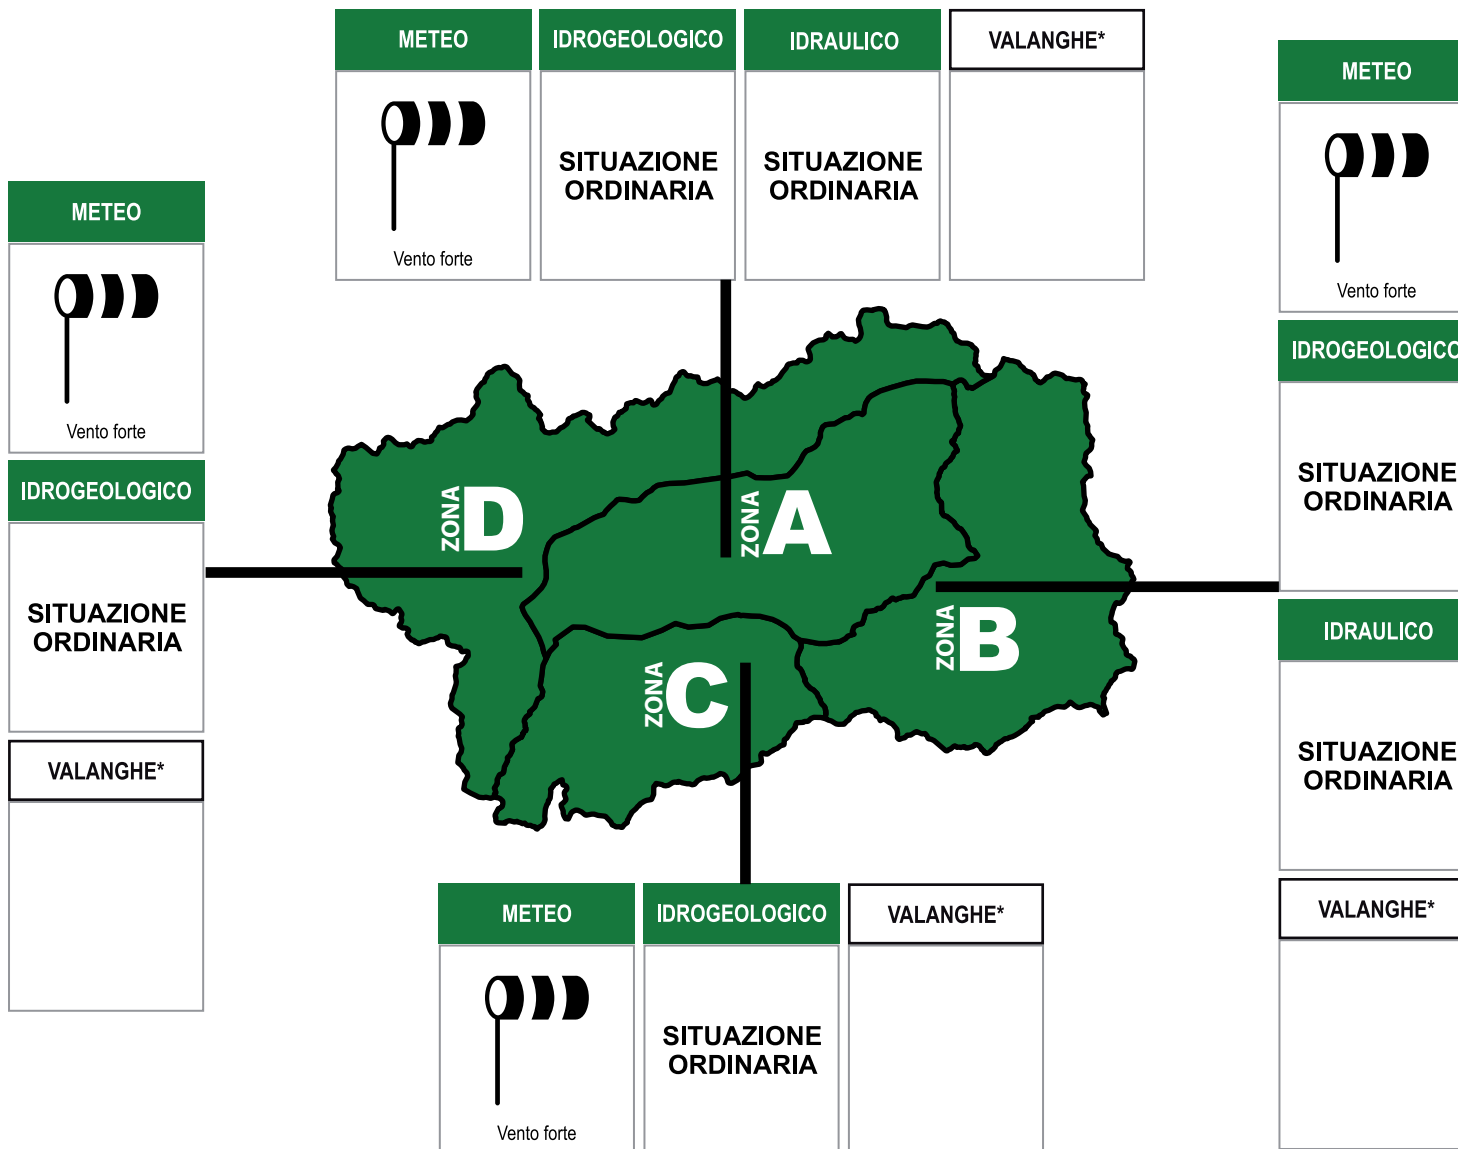 METEO
IDROGEOLOGICO
IDRAULICO
VALANGHE*
Vento forte
SITUAZIONE
ORDINARIA
SITUAZIONE
ORDINARIA
METEO
Vento forte
IDROGEOLOGICO
SITUAZIONE
ORDINARIA
VALANGHE*
METEO
Vento forte
IDROGEOLOGICO
SITUAZIONE
ORDINARIA
IDRAULICO
SITUAZIONE
ORDINARIA
VALANGHE*
ZONA D
ZONA A
ZONA B
ZONA C
METEO
IDROGEOLOGICO
VALANGHE*
Vento forte
SITUAZIONE
ORDINARIA